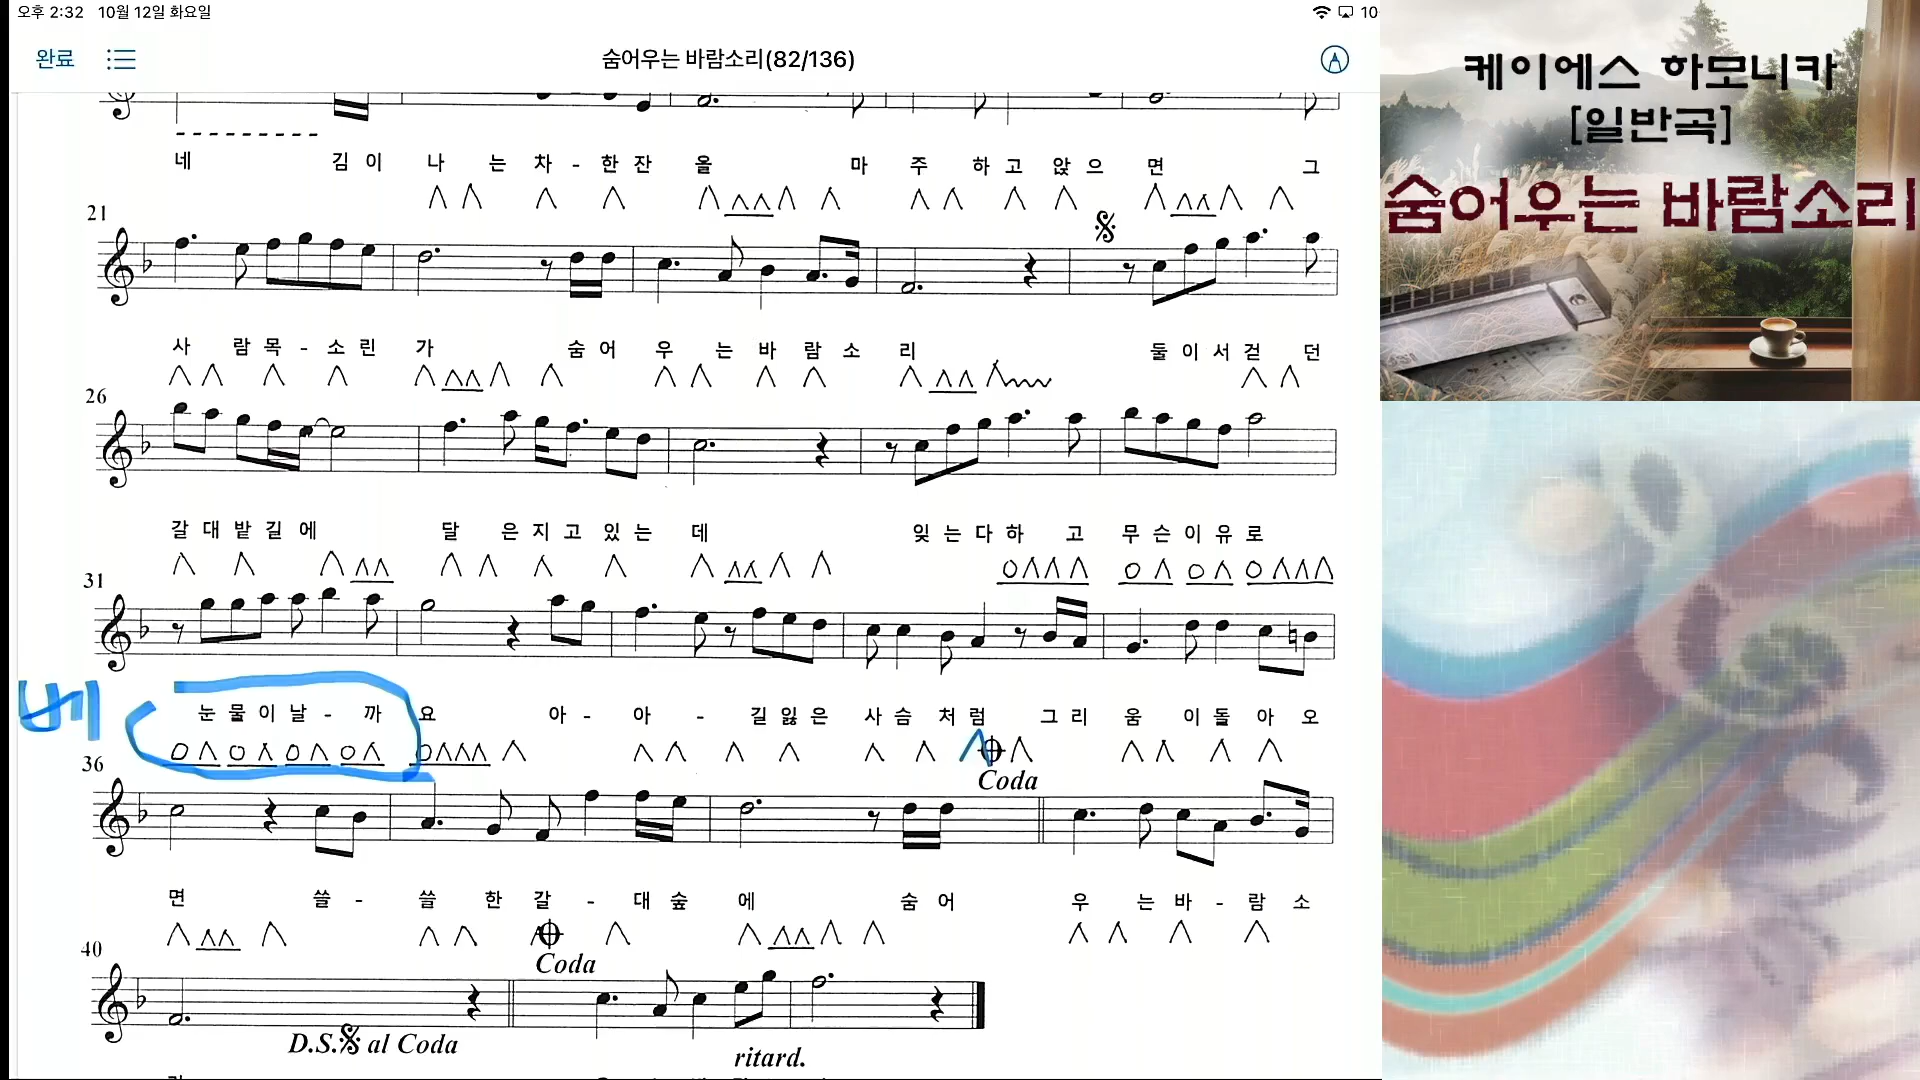 오후 2:32 10월 12일 화요일
10
완료
숨어우는 바람소리(82/136)
케이에스 하모니카
[일반곡]
숨어우는 바람소리
네 김 이 나 는 차 - 한 잔 올 마 주 하 고 앉 으 면 그
21
사 람 목 - 소 린 가 숨 어 우 는 바 람 소 리 둘 이 서 걷 던
26
갈 대 밭 길 에 달 은 지 고 있 는 데 잊 는 다 하 고 무 슨 이 유 로
31
베
눈 물 이 날 - 까 요 아 - 아 - 길 잃 은 사 슴 처 럼 그 리 움 이 돌 아 오
36
Coda
면 쓸 - 쓸 한 갈 - 대 숲 에 숨 어 우 는 바 - 람 소
40
Coda
D.S. al Coda
ritard.